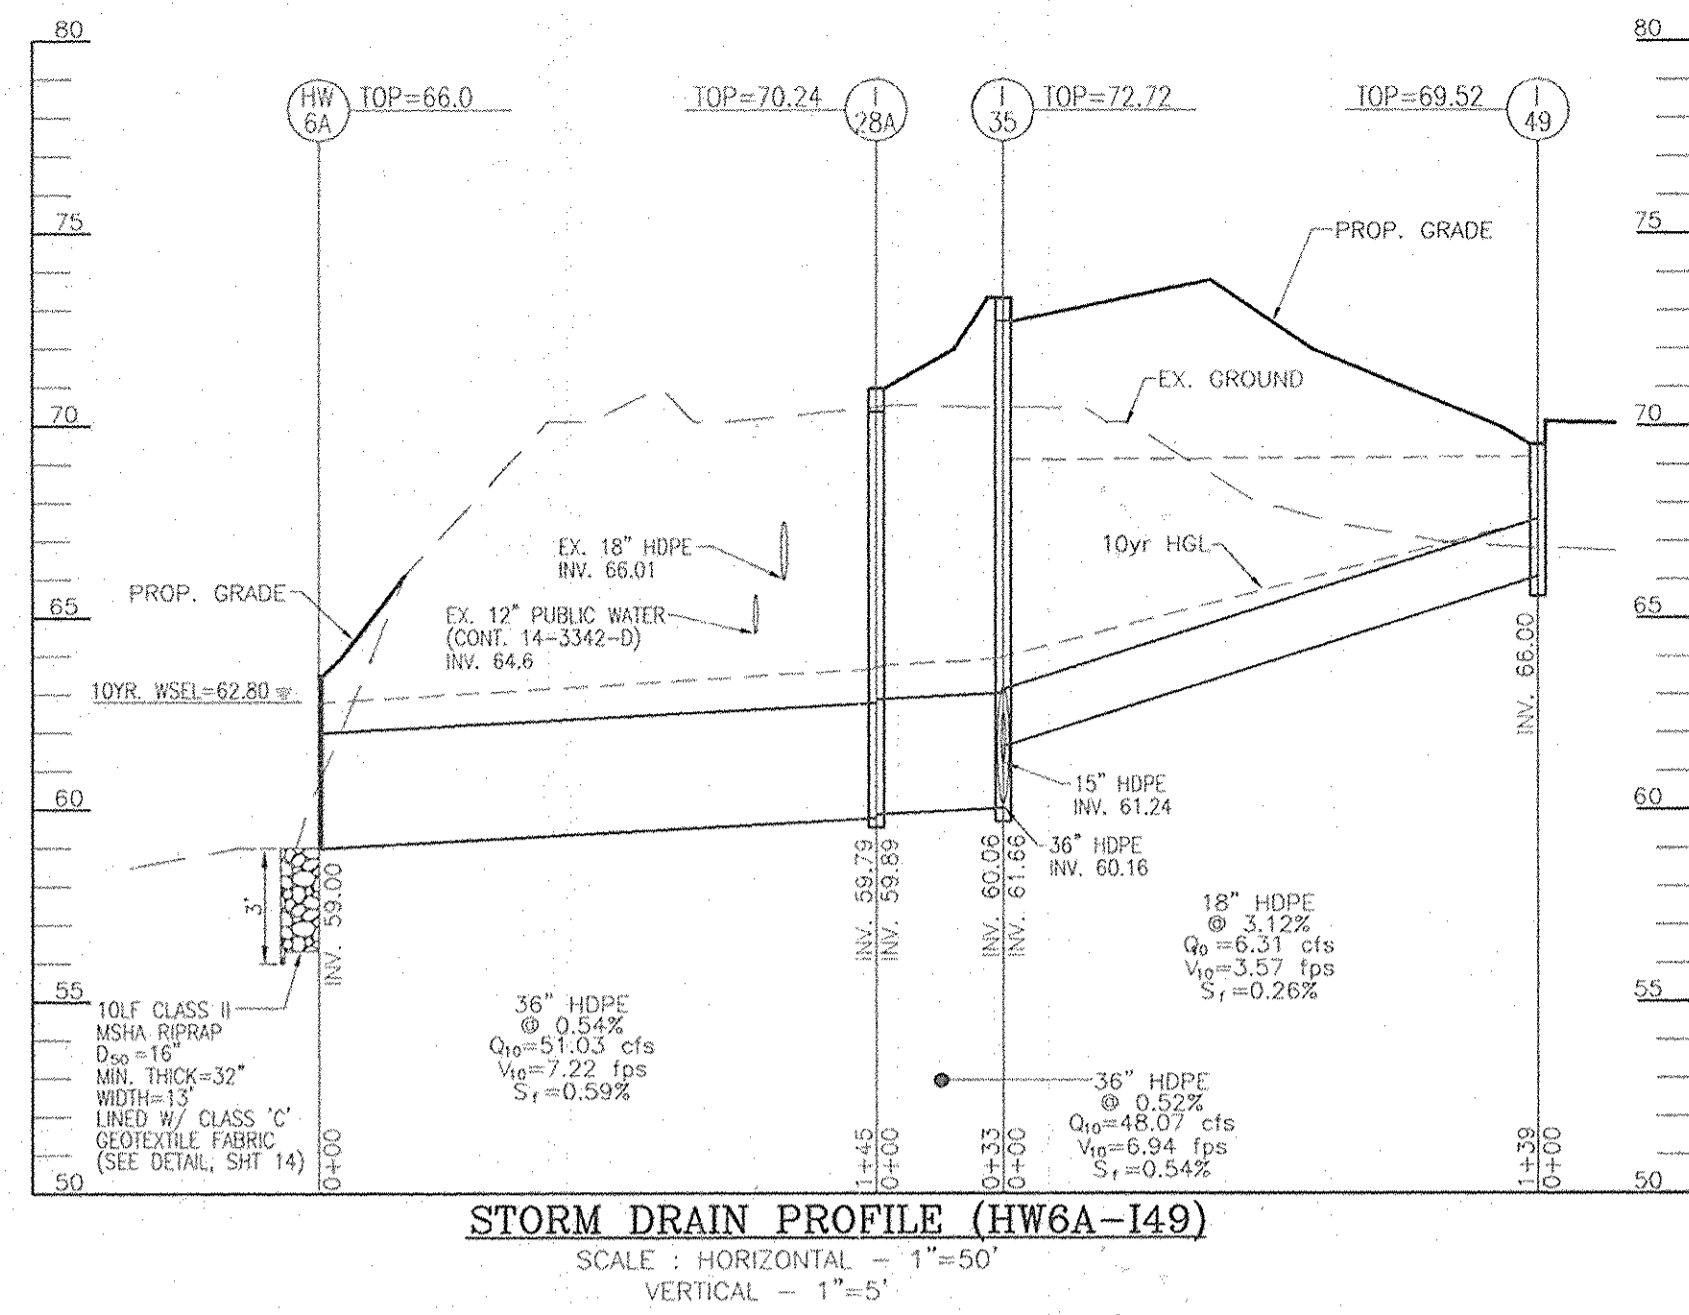 80
80
HW
6A
TOP=66.0
TOP=70.24
I
28A
I
35
TOP=72.72
TOP=69.52
I
49
75
75
PROP. GRADE
EX. GROUND
70
70
EX. 18" HDPE
INV. 66.01
10yr HGL
PROP. GRADE
65
65
EX. 12" PUBLIC WATER
(CONT. 14-3342-D)
INV. 64.6
INV. 66.00
10YR. WSEL=62.80
15" HDPE
INV. 61.24
60
60
36" HDPE
INV. 60.16
INV. 59.00
INV. 59.79
INV. 59.89
INV. 60.06
INV. 61.66
3'
18" HDPE
@ 3.12%
Q10=6.31 cfs
V10=3.57 fps
Sf=0.26%
55
55
10LF CLASS II
MSHA RIPRAP
D50=16"
MIN. THICK=32"
WIDTH=13'
LINED W/ CLASS 'C'
GEOTEXTILE FABRIC
(SEE DETAIL, SHT 14)
36" HDPE
@ 0.54%
Q10=51.03 cfs
V10=7.22 fps
Sf=0.59%
36" HDPE
@ 0.52%
Q10=48.07 cfs
V10=6.94 fps
Sf=0.54%
0+00
1+45
0+00
0+33
0+00
1+39
0+00
50
50
STORM DRAIN PROFILE (HW6A-I49)
SCALE : HORIZONTAL - 1"=50'
VERTICAL - 1"=5'